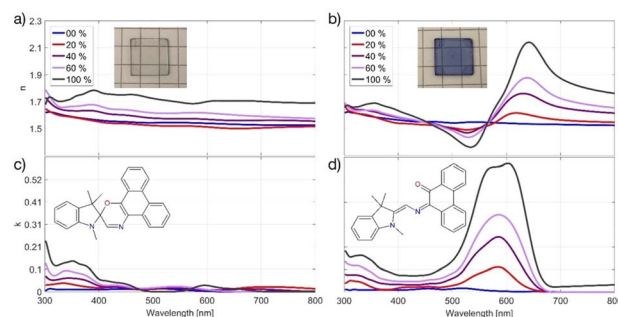 a)
2.3
2.1
1.9
1.7
1.5
n
00 %
20 %
40 %
60 %
100 %
b)
00 %
20 %
40 %
60 %
100 %
c)
0.52
0.41
0.31
0.21
0.1
0
k
O
N
N
CH₃
300 400 500 600 700 800
Wavelength [nm]
d)
O
N
N
300 400 500 600 700 800
Wavelength [nm]